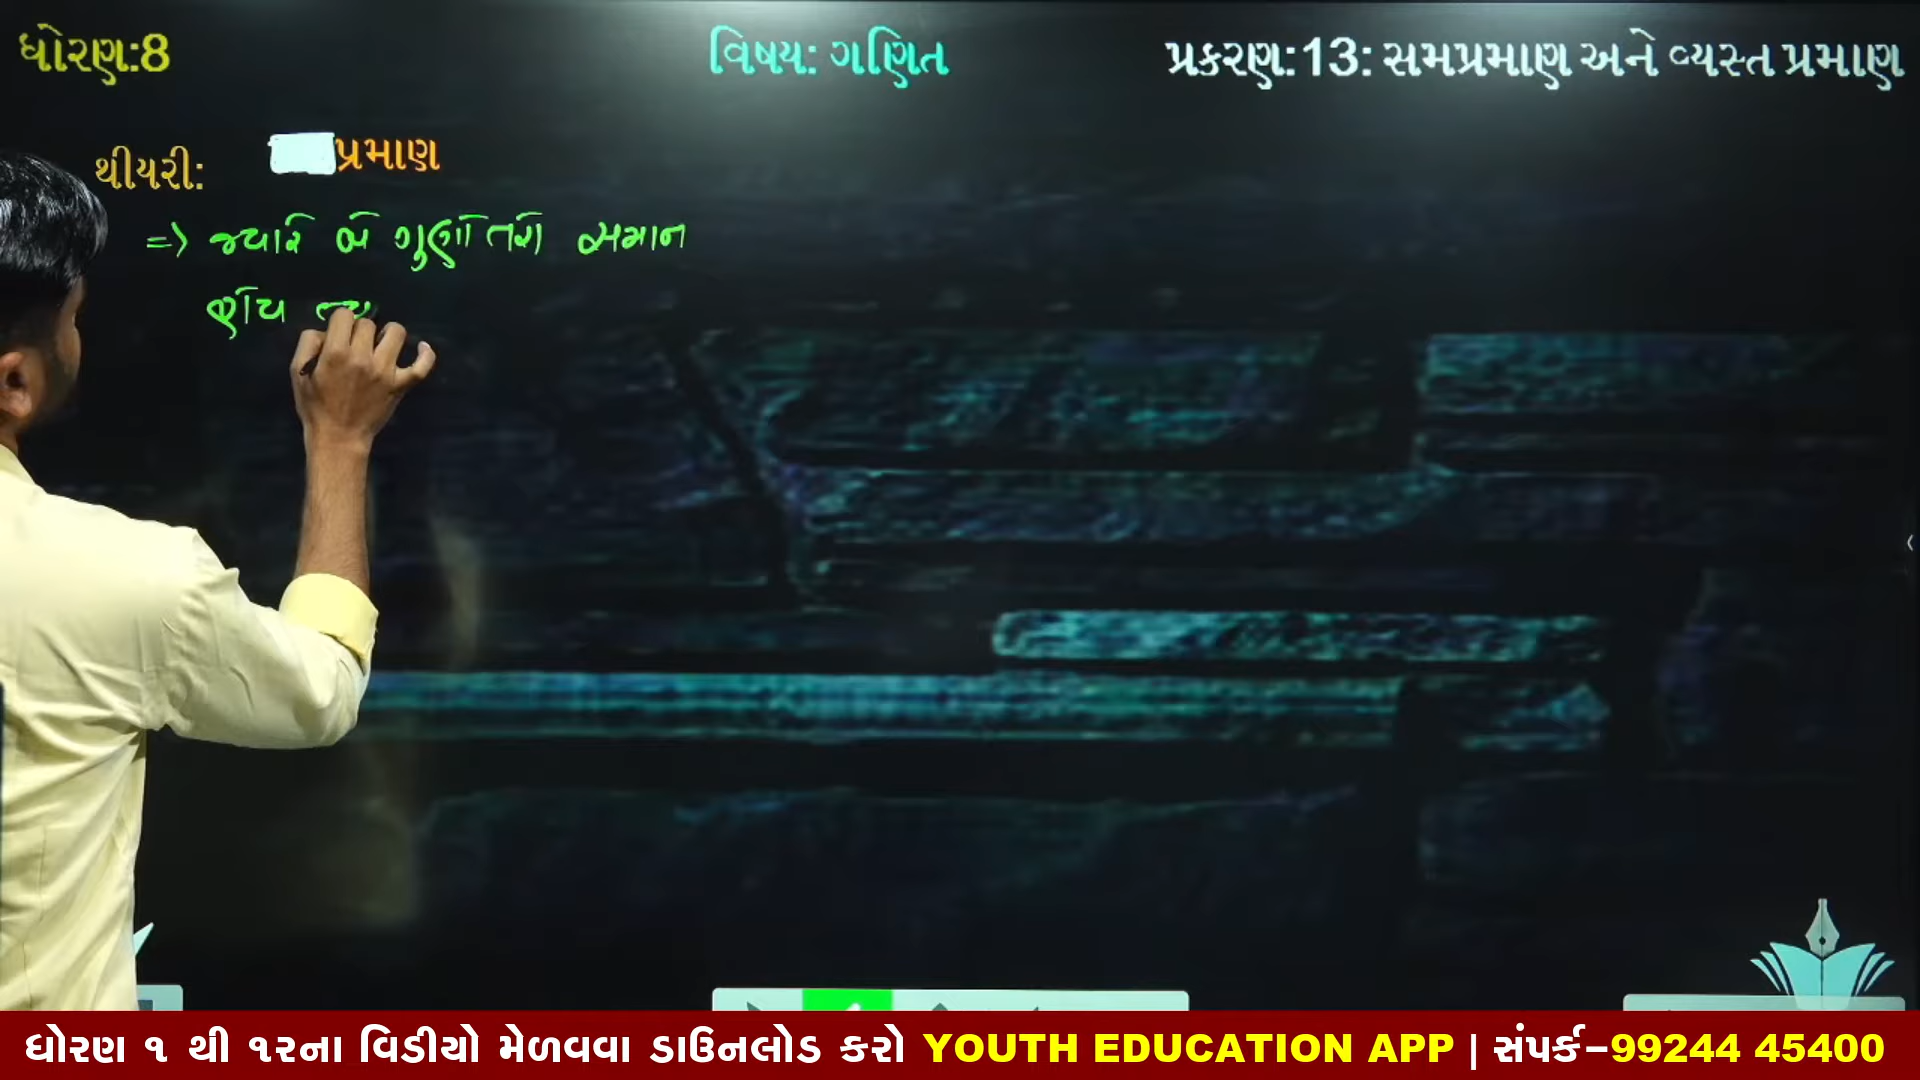 ધોરણ:8
વિષય: ગણિત
પ્રકરણ:13: સમપ્રમાણ અને વ્યસ્ત પ્રમાણ
થીયરી:
પ્રમાણ
=> જ્યારે બે ગુણોત્તરો સમાન
હોય
ધોરણ ૧ થી ૧૨ના વિડીયો મેળવવા ડાઉનલોડ કરો YOUTH EDUCATION APP | સંપર્ક-99244 45400